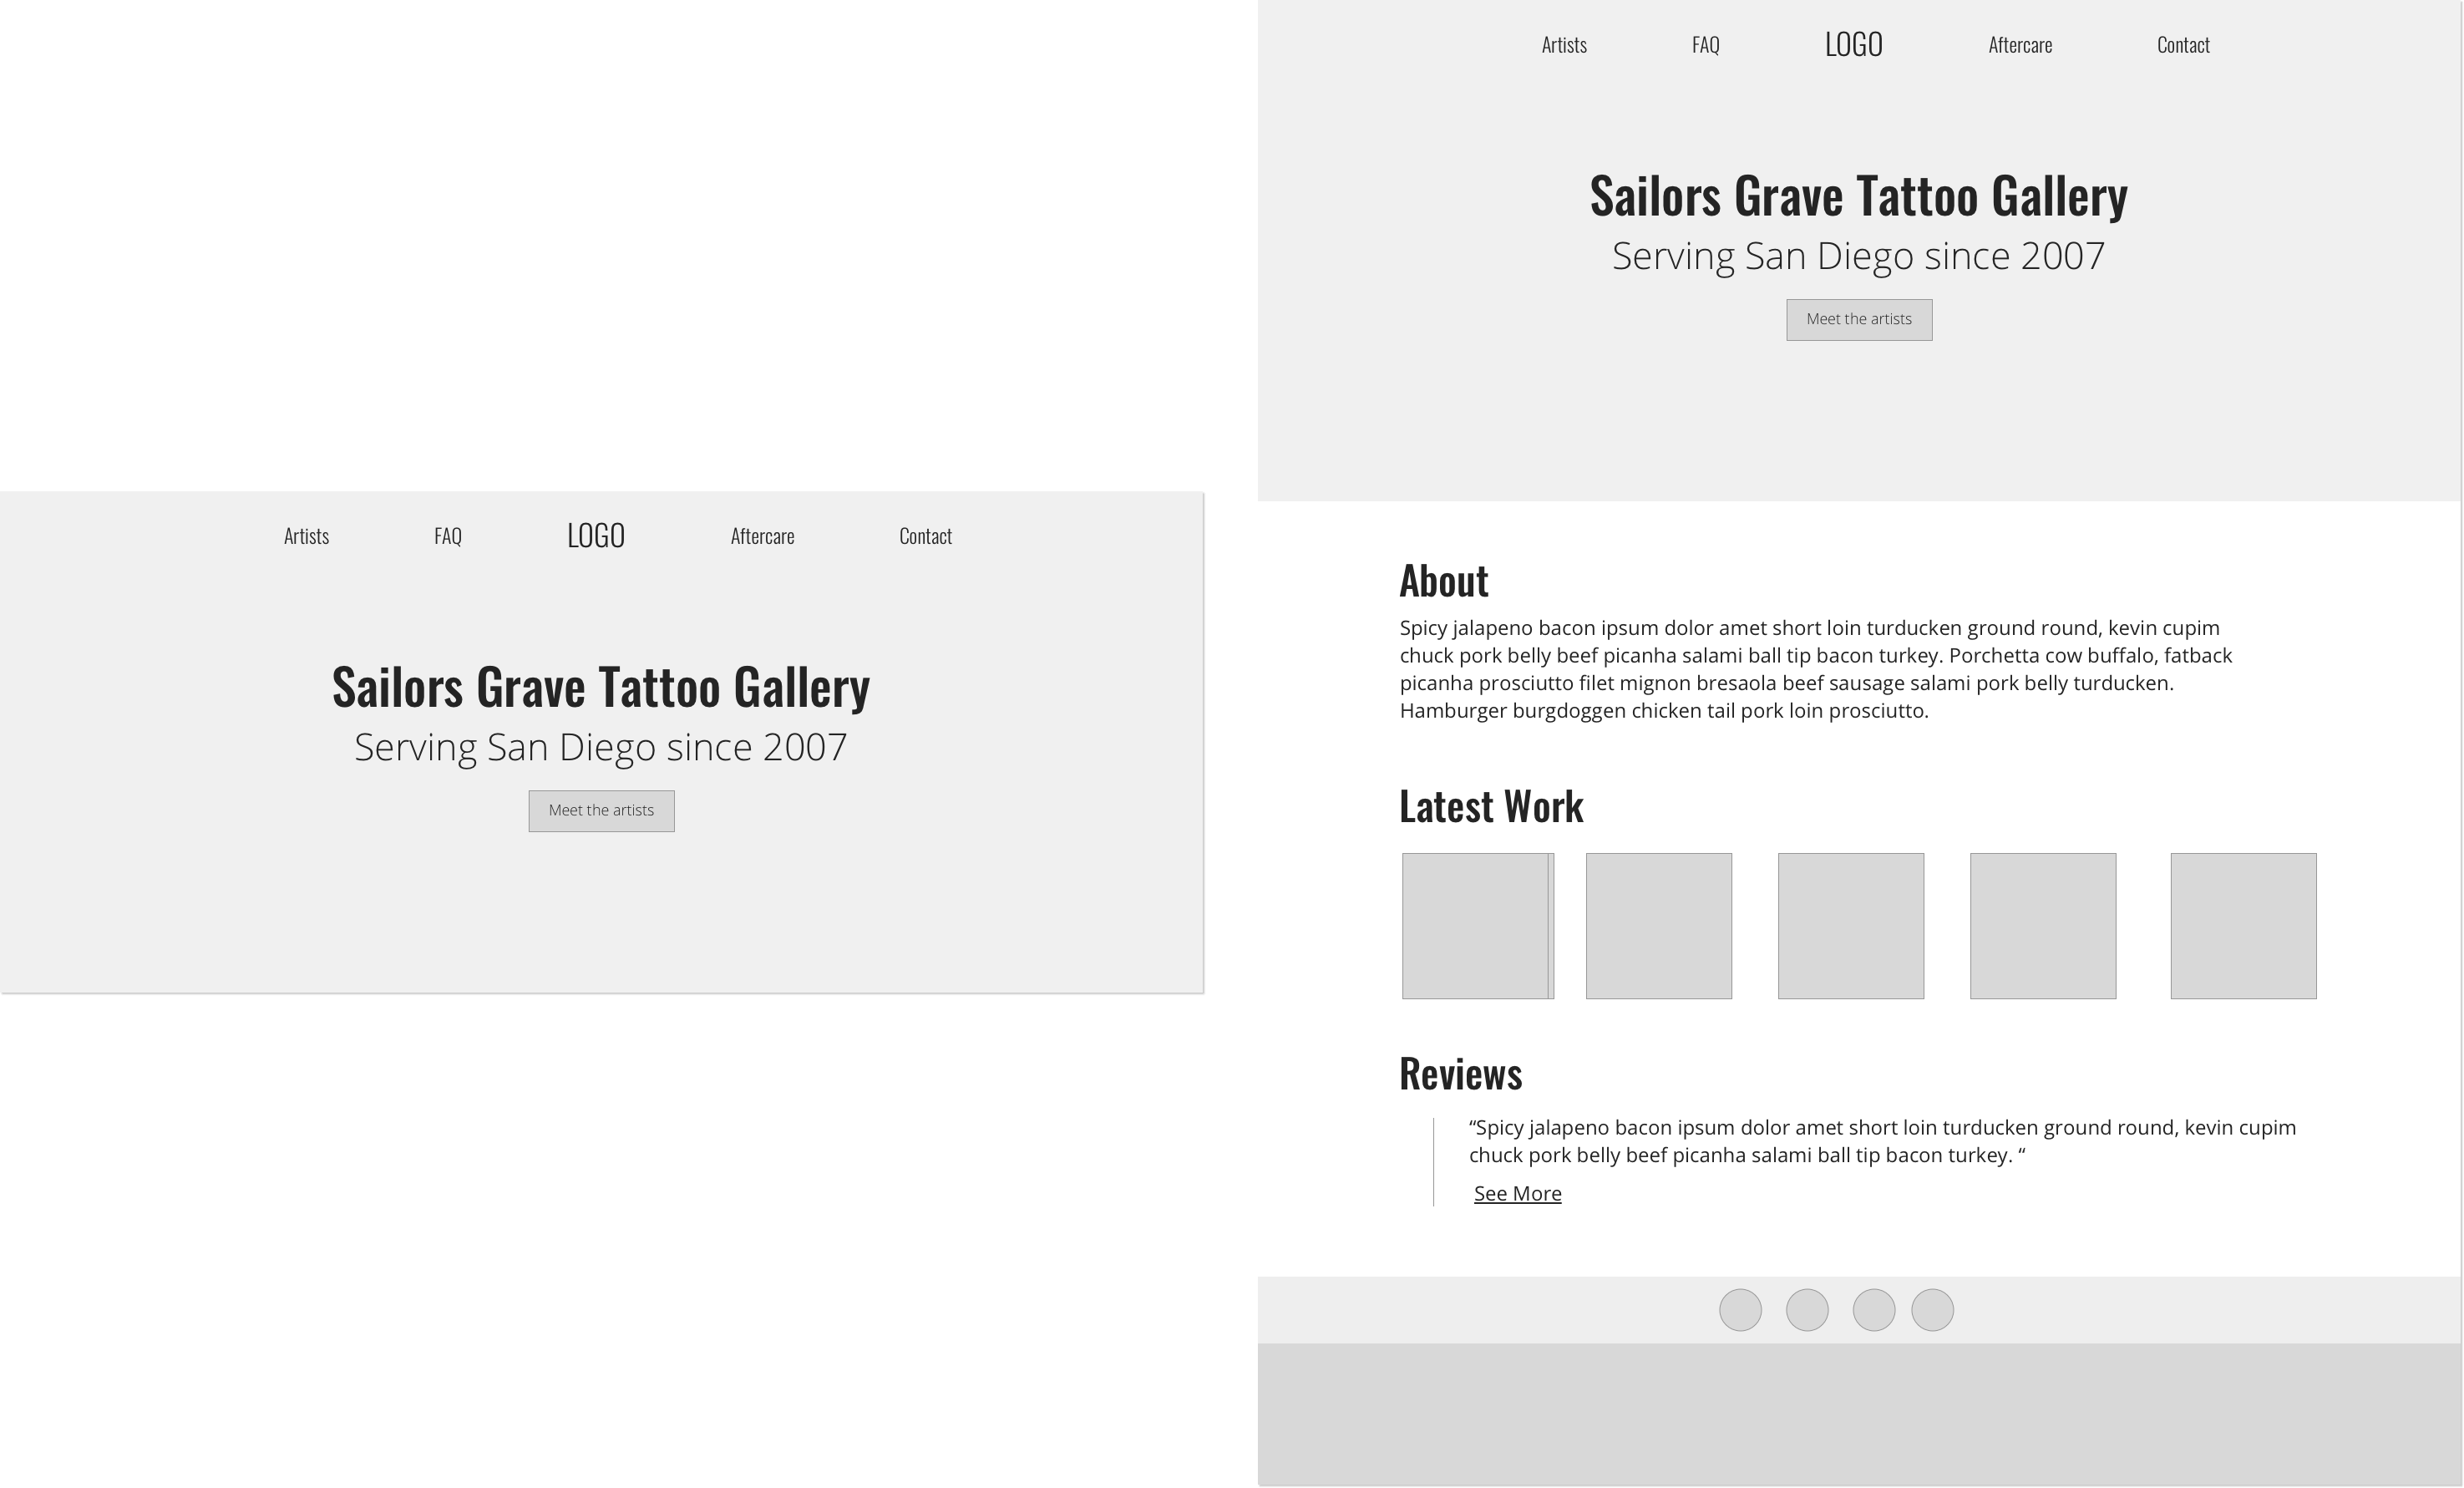 Artists FAQ LOGO Aftercare Contact
Sailors Grave Tattoo Gallery
Serving San Diego since 2007
Meet the artists
Artists FAQ LOGO Aftercare Contact
Sailors Grave Tattoo Gallery
Serving San Diego since 2007
Meet the artists
About
Spicy jalapeno bacon ipsum dolor amet short loin turducken ground round, kevin cupim
chuck pork belly beef picanha salami ball tip bacon turkey. Porchetta cow buffalo, fatback
picanha prosciutto filet mignon bresaola beef sausage salami pork belly turducken.
Hamburger burgdoggen chicken tail pork loin prosciutto.
Latest Work
Reviews
“Spicy jalapeno bacon ipsum dolor amet short loin turducken ground round, kevin cupim
chuck pork belly beef picanha salami ball tip bacon turkey. “
See More